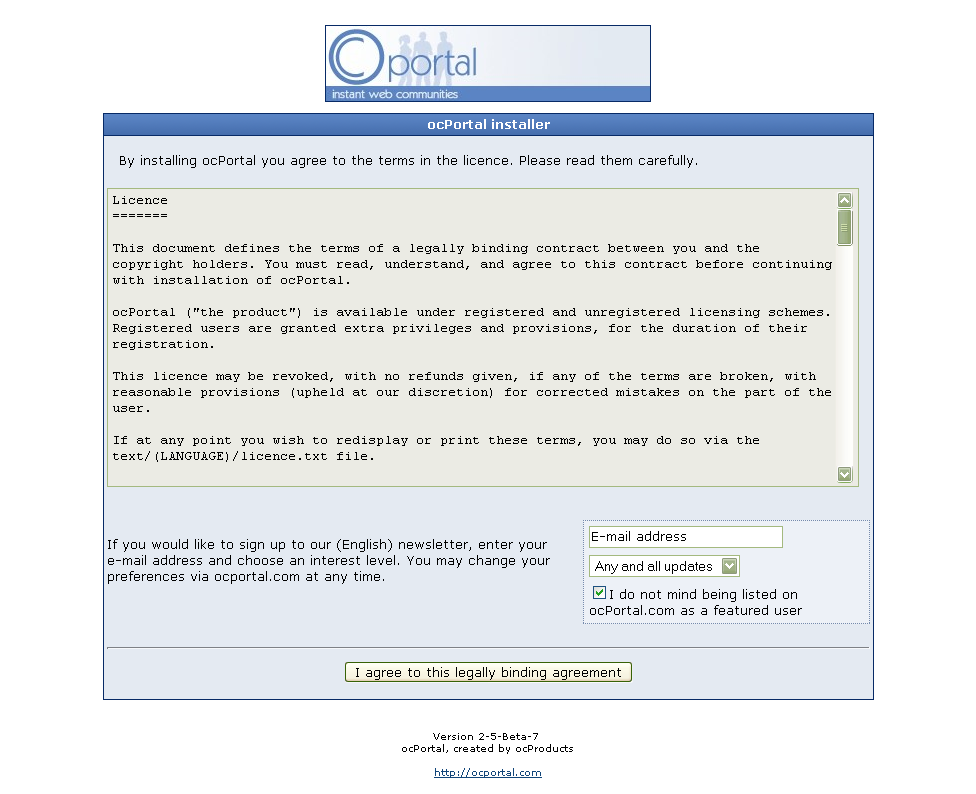 Ocportal
instant web communities
ocPortal installer
By installing ocPortal you agree to the terms in the licence. Please read them carefully.
Licence
=======
This document defines the terms of a legally binding contract between you and the
copyright holders. You must read, understand, and agree to this contract before continuing
with installation of ocPortal.
ocPortal ("the product") is available under registered and unregistered licensing schemes.
Registered users are granted extra privileges and provisions, for the duration of their
registration.
This licence may be revoked, with no refunds given, if any of the terms are broken, with
reasonable provisions (upheld at our discretion) for corrected mistakes on the part of the
user.
If at any point you wish to redisplay or print these terms, you may do so via the
text/(LANGUAGE)/licence.txt file.
If you would like to sign up to our (English) newsletter, enter your
e-mail address and choose an interest level. You may change your
preferences via ocportal.com at any time.
E-mail address
Any and all updates
I do not mind being listed on
ocPortal.com as a featured user
I agree to this legally binding agreement
Version 2-5-Beta-7
ocPortal, created by ocProducts
http://ocportal.com